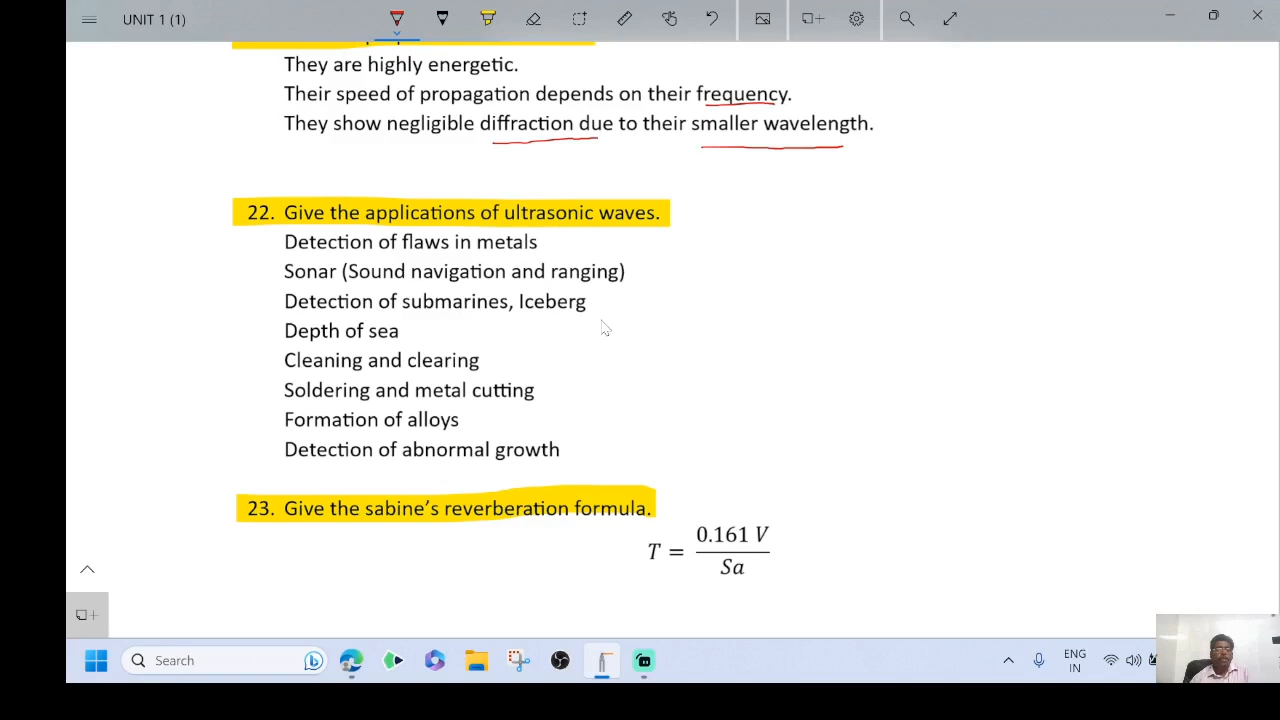 UNIT 1 (1)
They are highly energetic.
Their speed of propagation depends on their frequency.
They show negligible diffraction due to their smaller wavelength.
22. Give the applications of ultrasonic waves.
Detection of flaws in metals
Sonar (Sound navigation and ranging)
Detection of submarines, Iceberg
Depth of sea
Cleaning and clearing
Soldering and metal cutting
Formation of alloys
Detection of abnormal growth
23. Give the sabine's reverberation formula.
T = 0.161 V / Sa
Search
ENG
IN